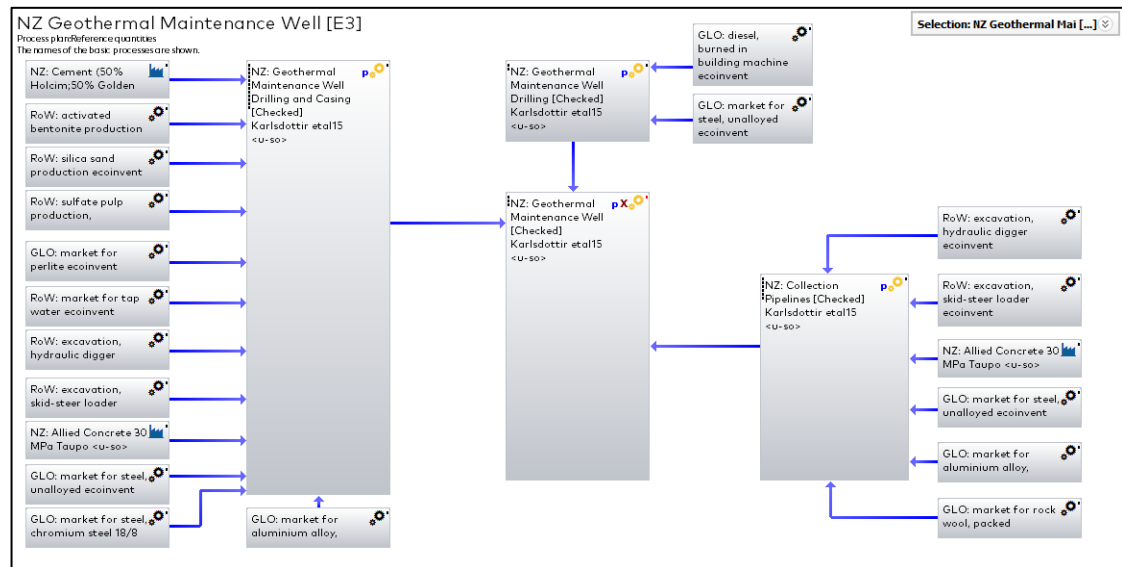 NZ Geothermal Maintenance Well [E3]
Process plan:Reference quantities
The names of the basic processes are shown.
Selection: NZ Geothermal Mai [...]
NZ: Cement (50%
Holcim;50% Golden
RoW: activated
bentonite production
RoW: silica sand
production ecoinvent
RoW: sulfate pulp
production,
GLO: market for
perlite ecoinvent
RoW: market for tap
water ecoinvent
RoW: excavation,
hydraulic digger
RoW: excavation,
skid-steer loader
NZ: Allied Concrete 30
MPa Taupo <u-so>
GLO: market for steel,
unalloyed ecoinvent
GLO: market for steel,
chromium steel 18/8
NZ: Geothermal
Maintenance Well
Drilling and Casing
[Checked]
Karlsdottir etal15
<u-so>
p
GLO: market for
aluminium alloy,
NZ: Geothermal
Maintenance Well
Drilling [Checked]
Karlsdottir etal15
<u-so>
p
GLO: diesel,
burned in
building machine
ecoinvent
GLO: market for
steel, unalloyed
ecoinvent
NZ: Geothermal
Maintenance Well
[Checked]
Karlsdottir etal15
<u-so>
p X
NZ: Collection
Pipelines [Checked]
Karlsdottir etal15
<u-so>
p
RoW: excavation,
hydraulic digger
ecoinvent
RoW: excavation,
skid-steer loader
ecoinvent
NZ: Allied Concrete 30
MPa Taupo <u-so>
GLO: market for steel,
unalloyed ecoinvent
GLO: market for
aluminium alloy,
GLO: market for rock
wool, packed